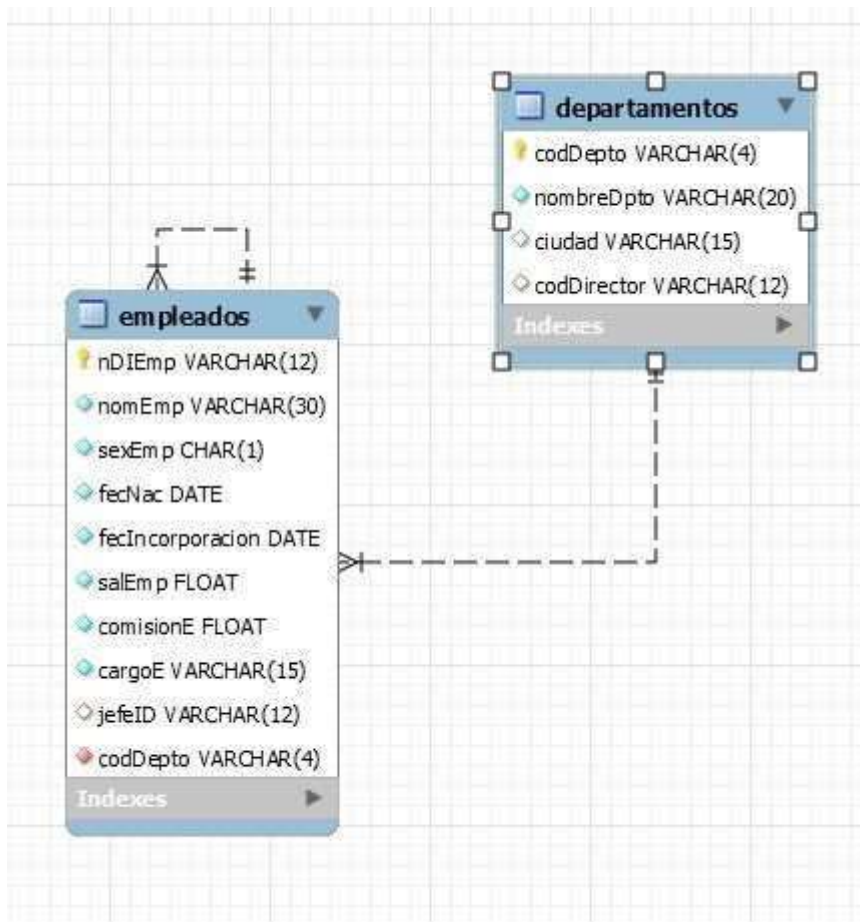 departamentos
codDepto VARCHAR(4)
nombreDpto VARCHAR(20)
ciudad VARCHAR(15)
codDirector VARCHAR(12)
Indexes
empleados
nDIEmp VARCHAR(12)
nomEmp VARCHAR(30)
sexEmp CHAR(1)
fecNac DATE
fecIncorporacion DATE
salEmp FLOAT
comisionE FLOAT
cargoE VARCHAR(15)
jefeID VARCHAR(12)
codDepto VARCHAR(4)
Indexes